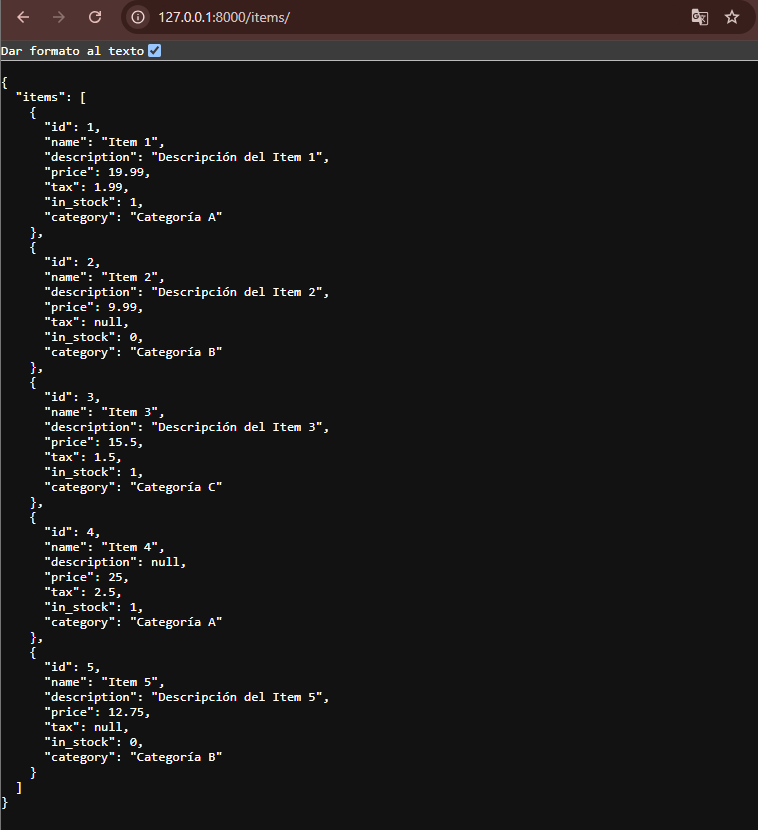 127.0.0.1:8000/items/
Dar formato al texto
{
  "items": [
    {
      "id": 1,
      "name": "Item 1",
      "description": "Descripción del Item 1",
      "price": 19.99,
      "tax": 1.99,
      "in_stock": 1,
      "category": "Categoría A"
    },
    {
      "id": 2,
      "name": "Item 2",
      "description": "Descripción del Item 2",
      "price": 9.99,
      "tax": null,
      "in_stock": 0,
      "category": "Categoría B"
    },
    {
      "id": 3,
      "name": "Item 3",
      "description": "Descripción del Item 3",
      "price": 15.5,
      "tax": 1.5,
      "in_stock": 1,
      "category": "Categoría C"
    },
    {
      "id": 4,
      "name": "Item 4",
      "description": null,
      "price": 25,
      "tax": 2.5,
      "in_stock": 1,
      "category": "Categoría A"
    },
    {
      "id": 5,
      "name": "Item 5",
      "description": "Descripción del Item 5",
      "price": 12.75,
      "tax": null,
      "in_stock": 0,
      "category": "Categoría B"
    }
  ]
}